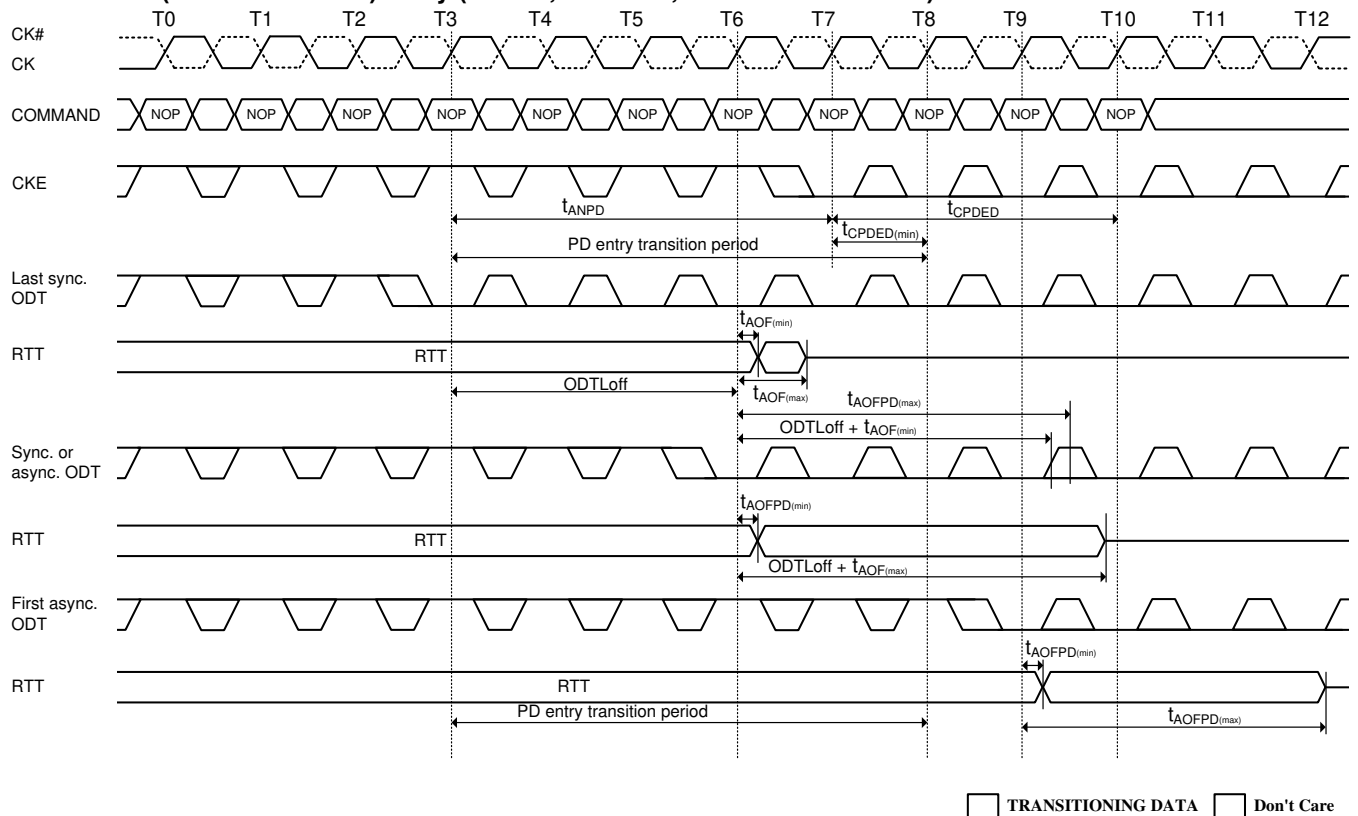 T0 T1 T2 T3 T4 T5 T6 T7 T8 T9 T10 T11 T12
CK#
CK
COMMAND NOP NOP NOP NOP NOP NOP NOP NOP NOP NOP NOP
CKE
tANPD tCPDED
tCPDED(min)
PD entry transition period
Last sync.
ODT
tAOF(min)
RTT RTT
ODTLoff
tAOF(max)
tAOFPD(max)
ODTLoff + tAOF(min)
Sync. or
async. ODT
tAOFPD(min)
RTT RTT
ODTLoff + tAOF(max)
First async.
ODT
tAOFPD(min)
RTT RTT
PD entry transition period
tAOFPD(max)
TRANSITIONING DATA Don't Care